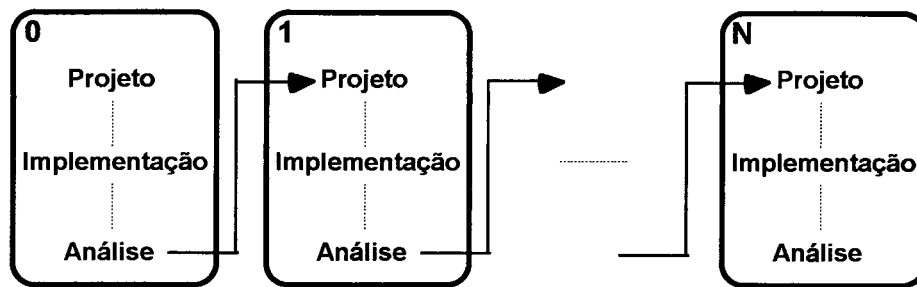 0
Projeto
Implementação
Análise
1
Projeto
Implementação
Análise
N
Projeto
Implementação
Análise